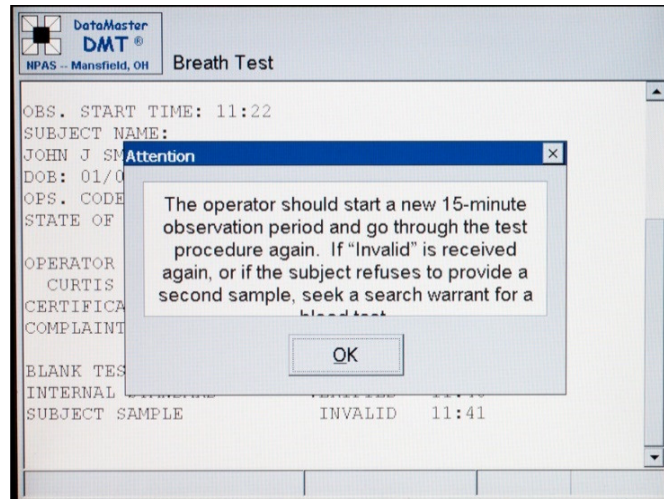 DataMaster
DMT ®
NPAS -- Mansfield, OH
Breath Test
OBS. START TIME: 11:22
SUBJECT NAME:
JOHN J SM
DOB: 01/0
OPS. CODE
STATE OF
OPERATOR
CURTIS
CERTIFICA
COMPLAINT
BLANK TES
INTERNAL
SUBJECT SAMPLE INVALID 11:41
Attention
The operator should start a new 15-minute
observation period and go through the test
procedure again. If “Invalid” is received
again, or if the subject refuses to provide a
second sample, seek a search warrant for a
OK